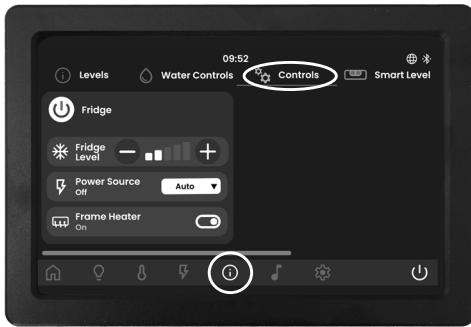 09:52
Levels
Water Controls
Controls
Smart Level
Fridge
Fridge
Level
Power Source
Off
Auto
Frame Heater
On